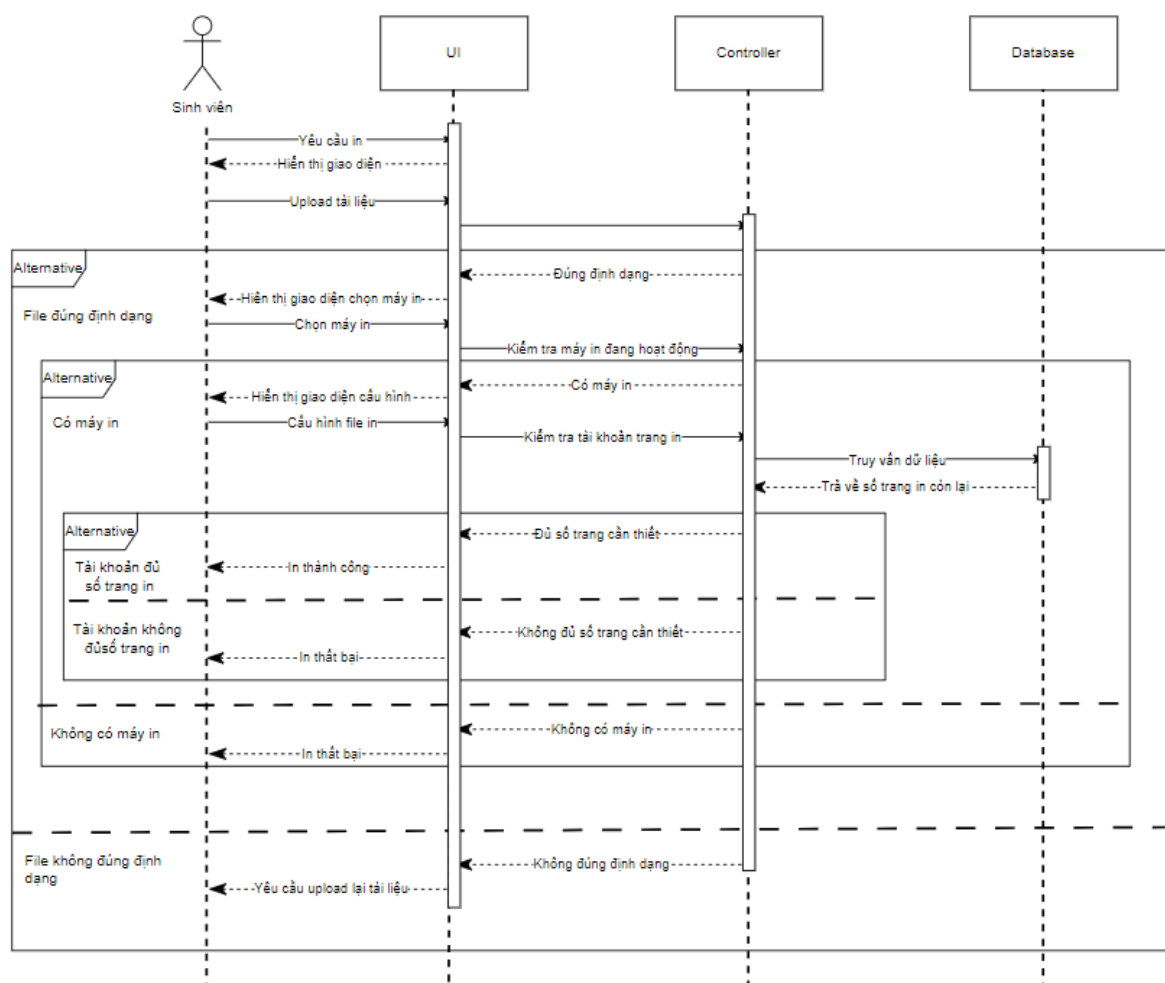 UI
Controller
Database
Sinh viên
Yêu cầu in
Hiển thị giao diện
Upload tài liệu
Alternative
Đúng định dạng
Hiển thị giao diện chọn máy in
File đúng định dạng
Chọn máy in
Kiểm tra máy in đang hoạt động
Alternative
Có máy in
Hiển thị giao diện cấu hình
Có máy in
Cấu hình file in
Kiểm tra tài khoản trang in
Truy vấn dữ liệu
Trả về số trang in còn lại
Alternative
Đủ số trang cần thiết
Tài khoản đủ
số trang in
In thành công
Tài khoản không
đủsố trang in
Không đủ số trang cần thiết
In thất bại
Không có máy in
Không có máy in
In thất bại
File không đúng định
dạng
Không đúng định dạng
Yêu cầu upload lại tài liệu